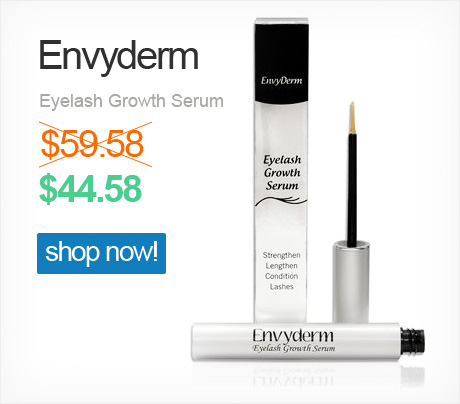 Envyderm
Eyelash Growth Serum
$59.58
$44.58
shop now!
EnvyDerm
Eyelash
Growth
Serum
Strengthen
Lengthen
Condition
Lashes
Envyderm
Eyelash Growth Serum